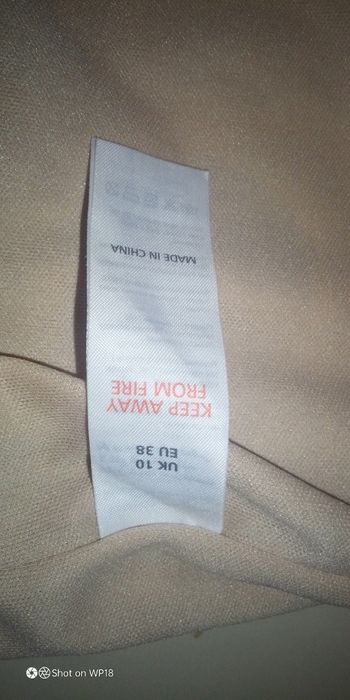 UK 10
EU 38
KEEP AWAY
FROM FIRE
MADE IN CHINA
Shot on WP18